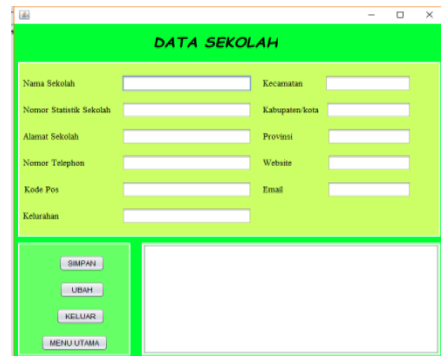 DATA SEKOLAH
Nama Sekolah
Nomor Statistik Sekolah
Alamat Sekolah
Nomor Telephon
Kode Pos
Kelurahan
Kecamatan
Kabupaten/kota
Provinsi
Website
Email
SIMPAN
UBAH
KELUAR
MENU UTAMA